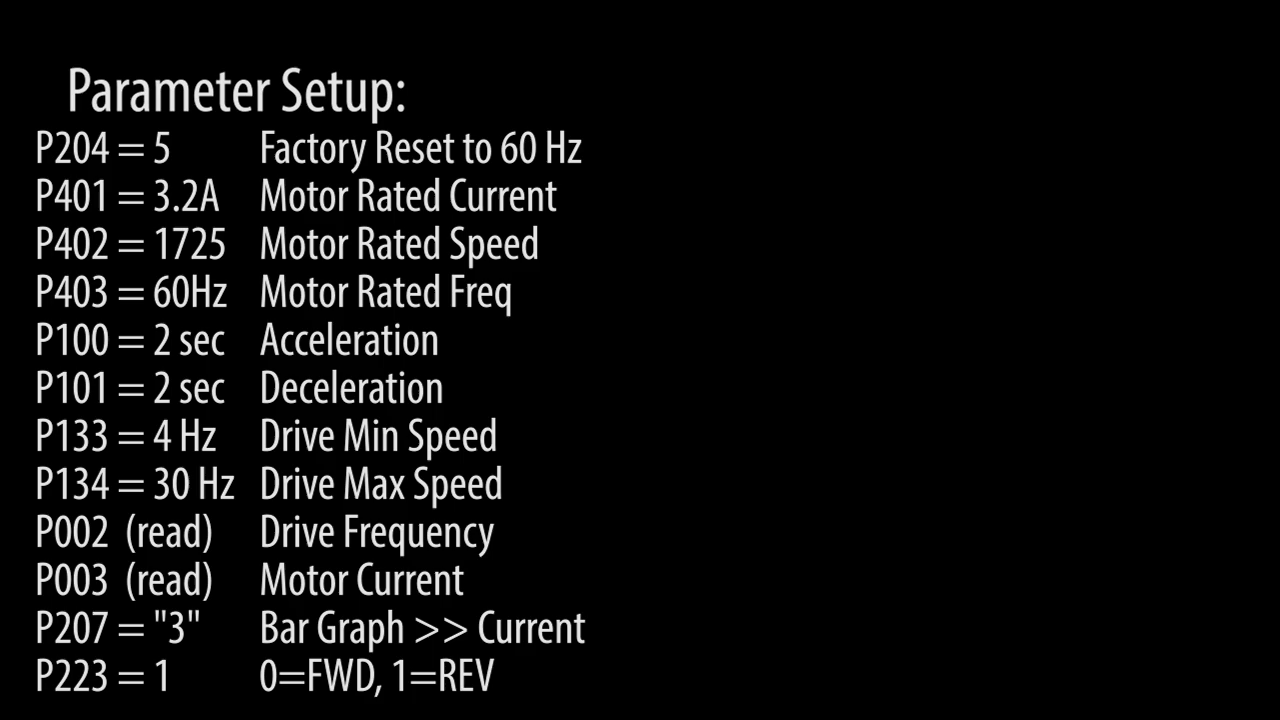 Parameter Setup:
P204 = 5 Factory Reset to 60 Hz
P401 = 3.2A Motor Rated Current
P402 = 1725 Motor Rated Speed
P403 = 60Hz Motor Rated Freq
P100 = 2 sec Acceleration
P101 = 2 sec Deceleration
P133 = 4 Hz Drive Min Speed
P134 = 30 Hz Drive Max Speed
P002 (read) Drive Frequency
P003 (read) Motor Current
P207 = "3" Bar Graph >> Current
P223 = 1 0=FWD, 1=REV